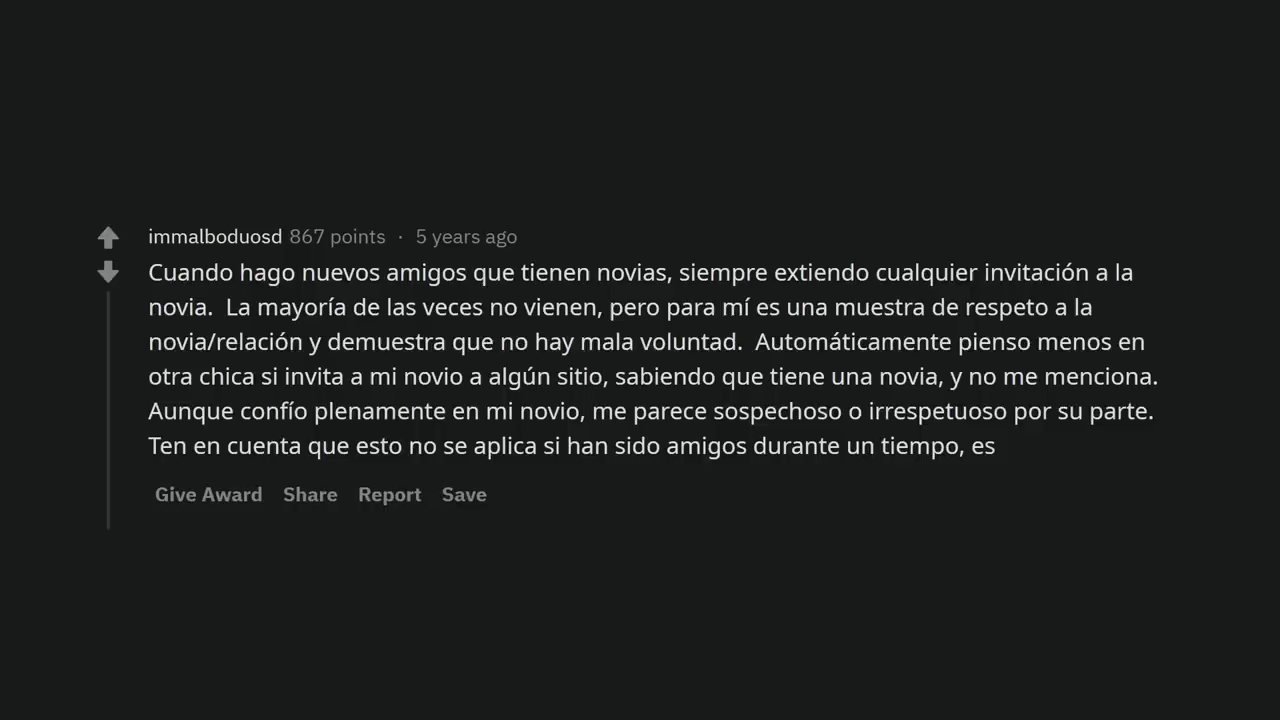 immalboduosd 867 points · 5 years ago
Cuando hago nuevos amigos que tienen novias, siempre extiendo cualquier invitación a la
novia.  La mayoría de las veces no vienen, pero para mí es una muestra de respeto a la
novia/relación y demuestra que no hay mala voluntad.  Automáticamente pienso menos en
otra chica si invita a mi novio a algún sitio, sabiendo que tiene una novia, y no me menciona.
Aunque confío plenamente en mi novio, me parece sospechoso o irrespetuoso por su parte.
Ten en cuenta que esto no se aplica si han sido amigos durante un tiempo, es
Give Award Share Report Save